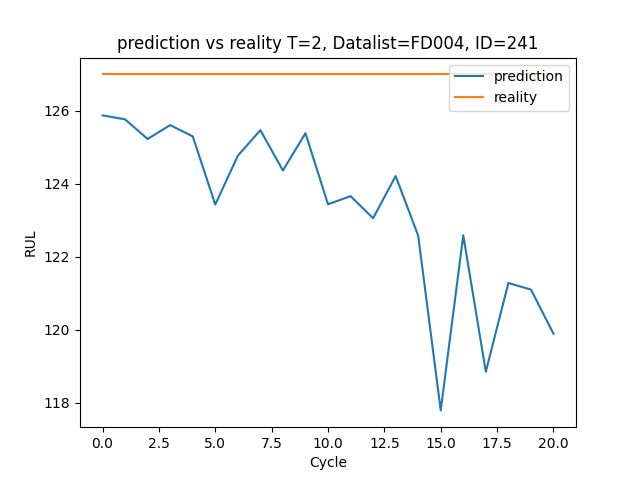 prediction vs reality T=2, Datalist=FD004, ID=241
prediction
reality
126
124
122
120
118
RUL
0.0 2.5 5.0 7.5 10.0 12.5 15.0 17.5 20.0
Cycle